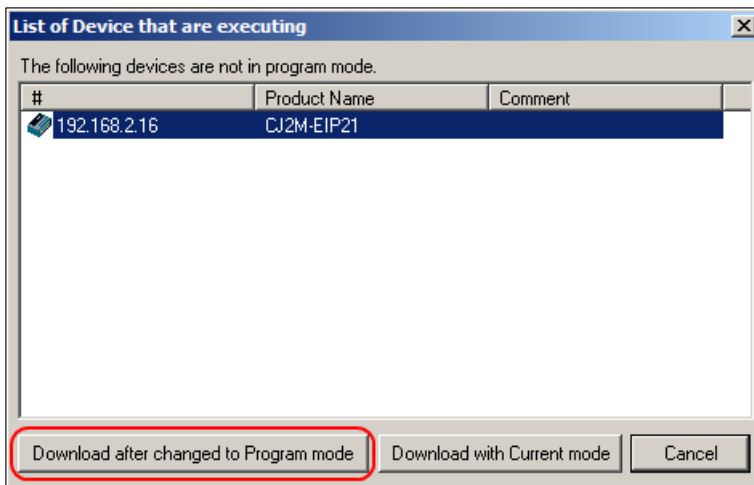 List of Device that are executing
The following devices are not in program mode.
# Product Name Comment
192.168.2.16 CJ2M-EIP21
Download after changed to Program mode Download with Current mode Cancel